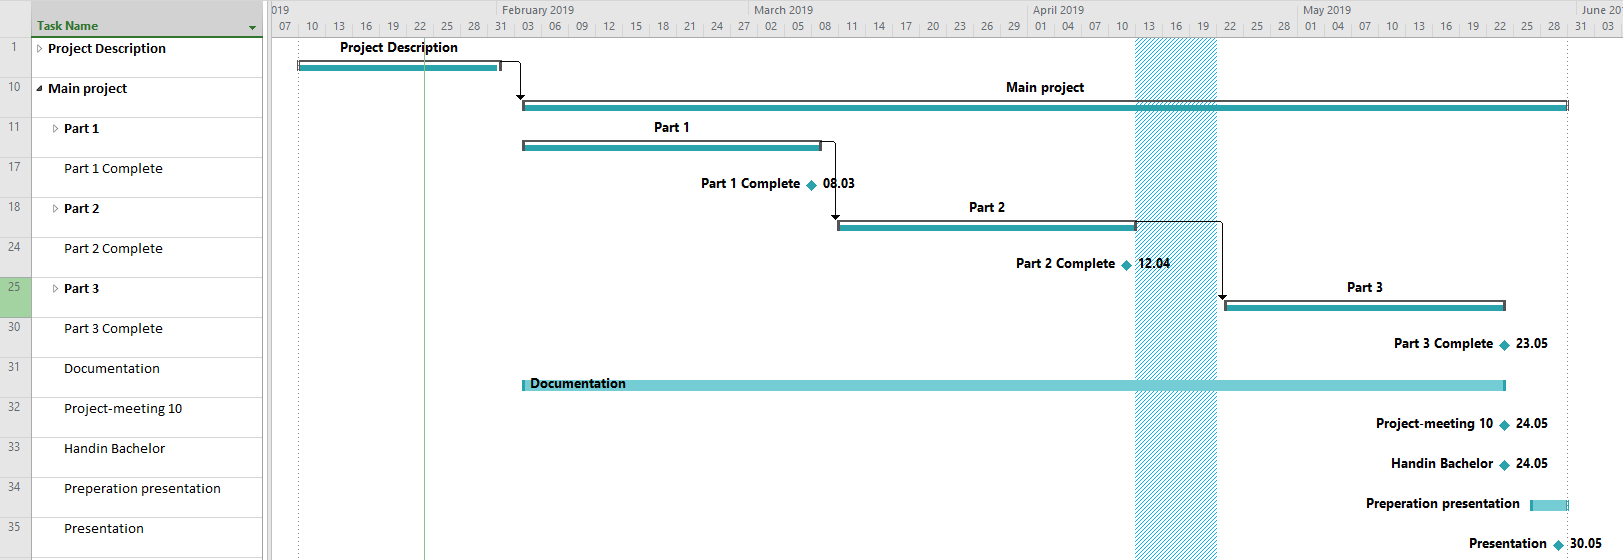 019 February 2019 March 2019 April 2019 May 2019 June 20
Task Name 07 10 13 16 19 22 25 28 31 03 06 09 12 15 18 21 24 27 02 05 08 11 14 17 20 23 26 29 01 04 07 10 13 16 19 22 25 28 01 04 07 10 13 16 19 22 25 28 31 03
1 Project Description Project Description
10 Main project Main project
11 Part 1 Part 1
17 Part 1 Complete Part 1 Complete 08.03
18 Part 2 Part 2
24 Part 2 Complete Part 2 Complete 12.04
25 Part 3 Part 3
30 Part 3 Complete Part 3 Complete 23.05
31 Documentation Documentation
32 Project-meeting 10 Project-meeting 10 24.05
33 Handin Bachelor Handin Bachelor 24.05
34 Preperation presentation Preperation presentation
35 Presentation Presentation 30.05